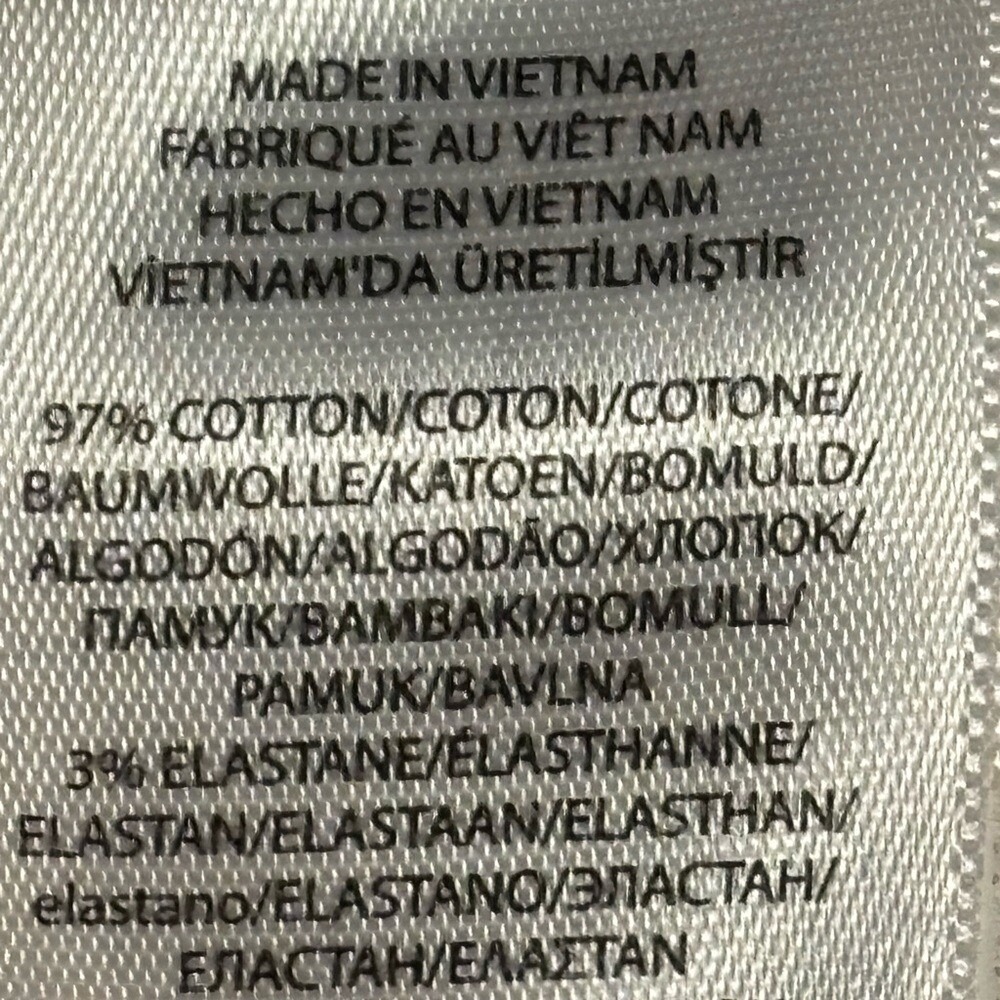 MADE IN VIETNAM
FABRIQUÉ AU VIÊT NAM
HECHO EN VIETNAM
VİETNAM'DA ÜRETİLMİŞTİR
97% COTTON/COTON/COTONE/
BAUMWOLLE/KATOEN/BOMULD/
ALGODÓN/ALGODÃO/ХЛОПОК/
ПАМУК/ΒΑΜΒΑΚΙ/BOMULL/
PAMUK/BAVLNA
3% ELASTANE/ÉLASTHANNE/
ELASTAN/ELASTAAN/ELASTHAN/
elastano/ELASTANO/ЭЛАСТАН/
ЕЛАСТАН/ΕΛΑΣΤΑΝ